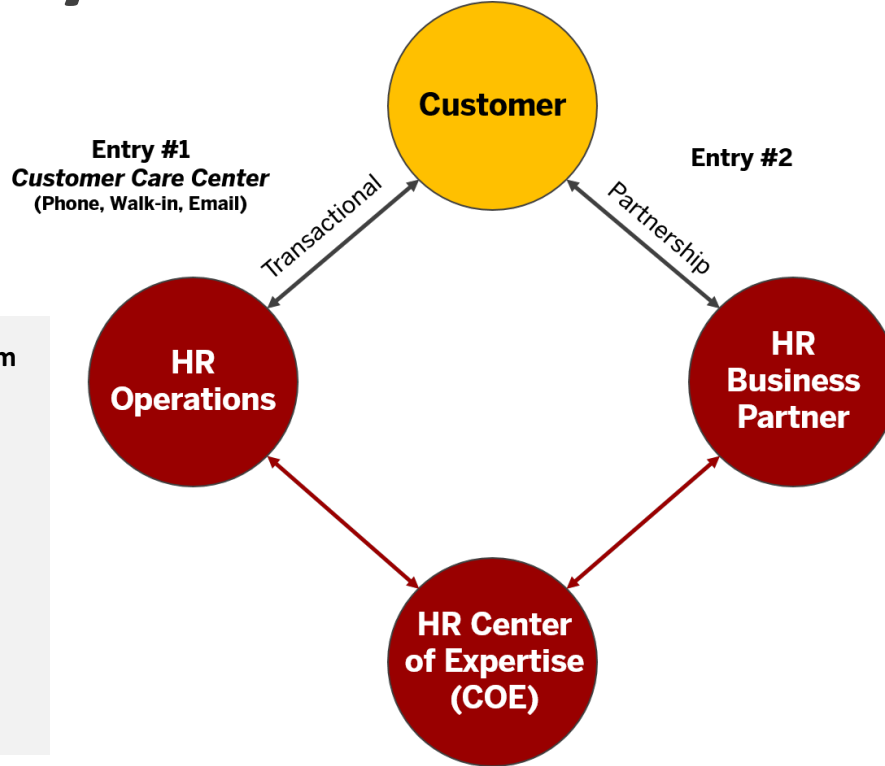 Customer
Entry #1
Customer Care Center
(Phone, Walk-in, Email)
Entry #2
Transactional
Partnership
HR
Operations
HR
Business
Partner
HR Center
of Expertise
(COE)